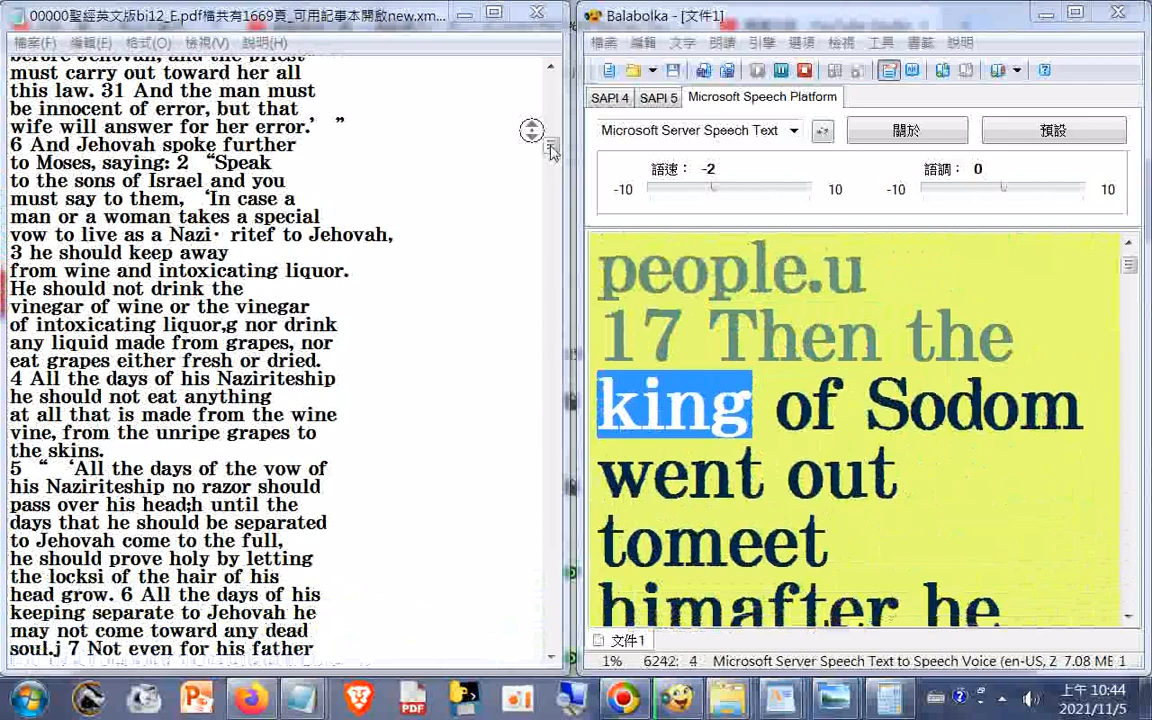 00000聖經英文版bi12_E.pdf檔共有1669頁_可用記事本開啟new.xm...
檔案(F) 編輯(E) 格式(O) 檢視(V) 說明(H)
before Jehovah, and the priest
must carry out toward her all
this law. 31 And the man must
be innocent of error, but that
wife will answer for her error.’ ”
6 And Jehovah spoke further
to Moses, saying: 2 “Speak
to the sons of Israel and you
must say to them, ‘In case a
man or a woman takes a special
vow to live as a Nazi· ritef to Jehovah,
3 he should keep away
from wine and intoxicating liquor.
He should not drink the
vinegar of wine or the vinegar
of intoxicating liquor,g nor drink
any liquid made from grapes, nor
eat grapes either fresh or dried.
4 All the days of his Naziriteship
he should not eat anything
at all that is made from the wine
vine, from the unripe grapes to
the skins.
5 “ ‘All the days of the vow of
his Naziriteship no razor should
pass over his head;h until the
days that he should be separated
to Jehovah come to the full,
he should prove holy by letting
the locksi of the hair of his
head grow. 6 All the days of his
keeping separate to Jehovah he
may not come toward any dead
soul.j 7 Not even for his father
Balabolka - [文件1]
檔案 編輯 文字 朗讀 引擎 選項 檢視 工具 書籤 說明
SAPI 4 SAPI 5 Microsoft Speech Platform
Microsoft Server Speech Text 關於 預設
語速： -2 語調： 0
-10 10 -10 10
people.u
17 Then the
king of Sodom
went out
tomeet
himafter he
文件1
1% 6242: 4 Microsoft Server Speech Text to Speech Voice (en-US, Z 7.08 ME 1
上午 10:44
2021/11/5